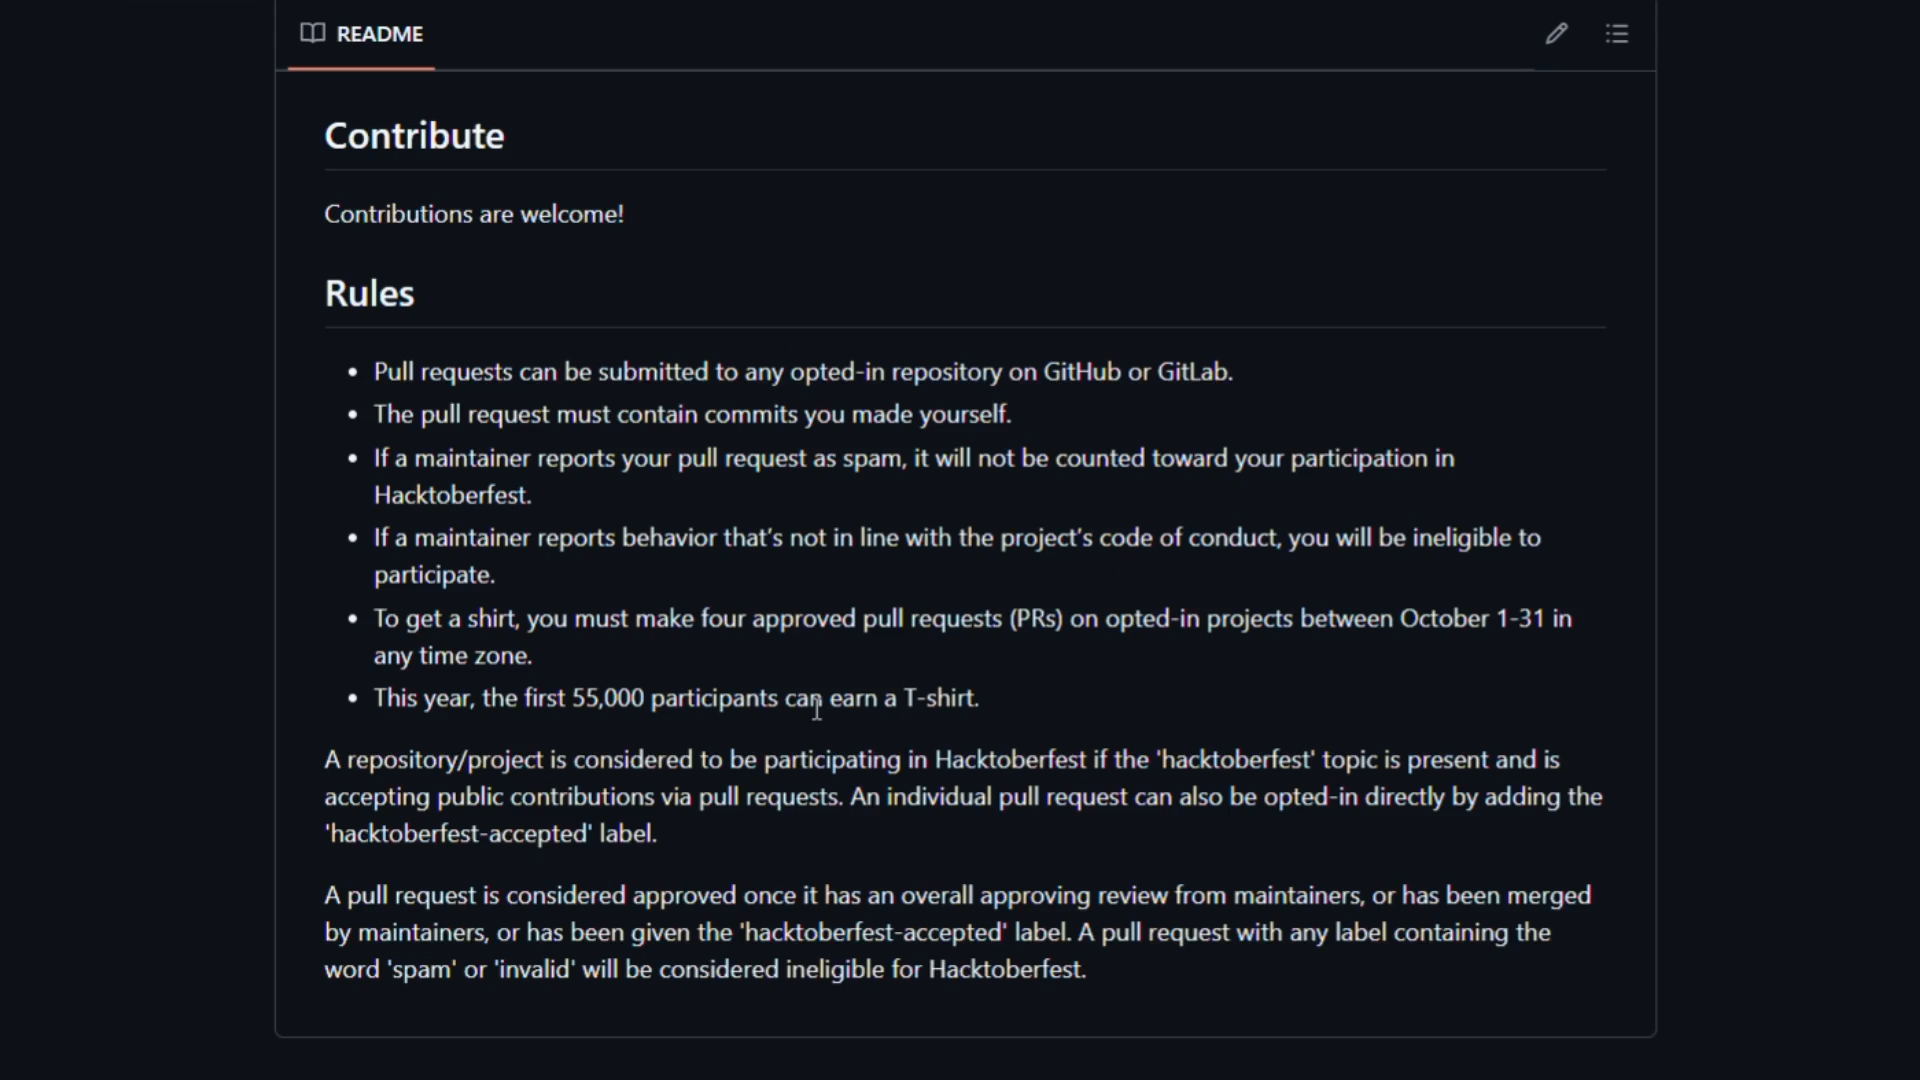 README
Contribute
Contributions are welcome!
Rules
• Pull requests can be submitted to any opted-in repository on GitHub or GitLab.
• The pull request must contain commits you made yourself.
• If a maintainer reports your pull request as spam, it will not be counted toward your participation in
Hacktoberfest.
• If a maintainer reports behavior that’s not in line with the project’s code of conduct, you will be ineligible to
participate.
• To get a shirt, you must make four approved pull requests (PRs) on opted-in projects between October 1-31 in
any time zone.
• This year, the first 55,000 participants can earn a T-shirt.
A repository/project is considered to be participating in Hacktoberfest if the 'hacktoberfest' topic is present and is
accepting public contributions via pull requests. An individual pull request can also be opted-in directly by adding the
'hacktoberfest-accepted' label.
A pull request is considered approved once it has an overall approving review from maintainers, or has been merged
by maintainers, or has been given the 'hacktoberfest-accepted' label. A pull request with any label containing the
word 'spam' or 'invalid' will be considered ineligible for Hacktoberfest.